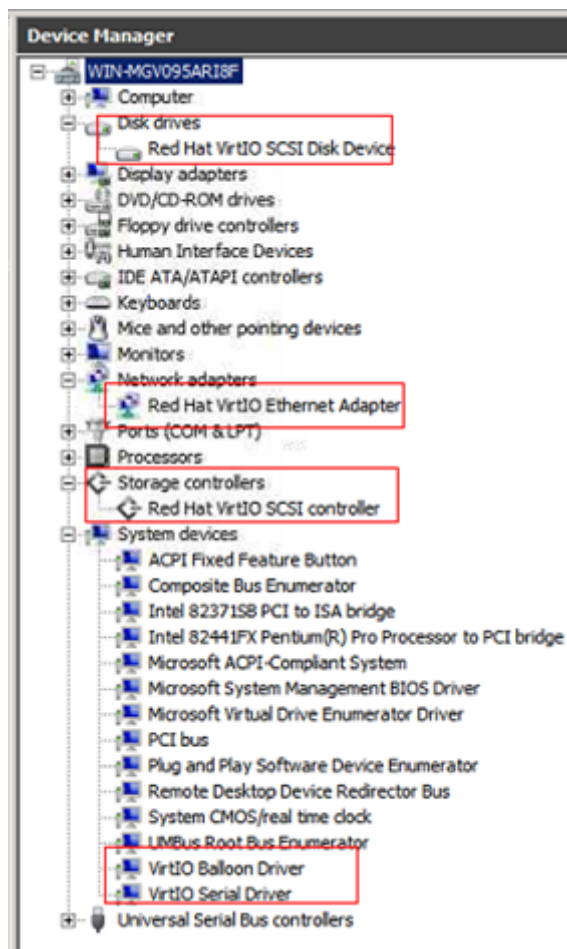 Device Manager
WIN-MGV095ARI8F
Computer
Disk drives
Red Hat VirtIO SCSI Disk Device
Display adapters
DVD/CD-ROM drives
Floppy drive controllers
Human Interface Devices
IDE ATA/ATAPI controllers
Keyboards
Mice and other pointing devices
Monitors
Network adapters
Red Hat VirtIO Ethernet Adapter
Ports (COM & LPT)
Processors
Storage controllers
Red Hat VirtIO SCSI controller
System devices
ACPI Fixed Feature Button
Composite Bus Enumerator
Intel 82371SB PCI to ISA bridge
Intel 82441FX Pentium(R) Pro Processor to PCI bridge
Microsoft ACPI-Compliant System
Microsoft System Management BIOS Driver
Microsoft Virtual Drive Enumerator Driver
PCI bus
Plug and Play Software Device Enumerator
Remote Desktop Device Redirector Bus
System CMOS/real time clock
UMBus Root Bus Enumerator
VirtIO Balloon Driver
VirtIO Serial Driver
Universal Serial Bus controllers